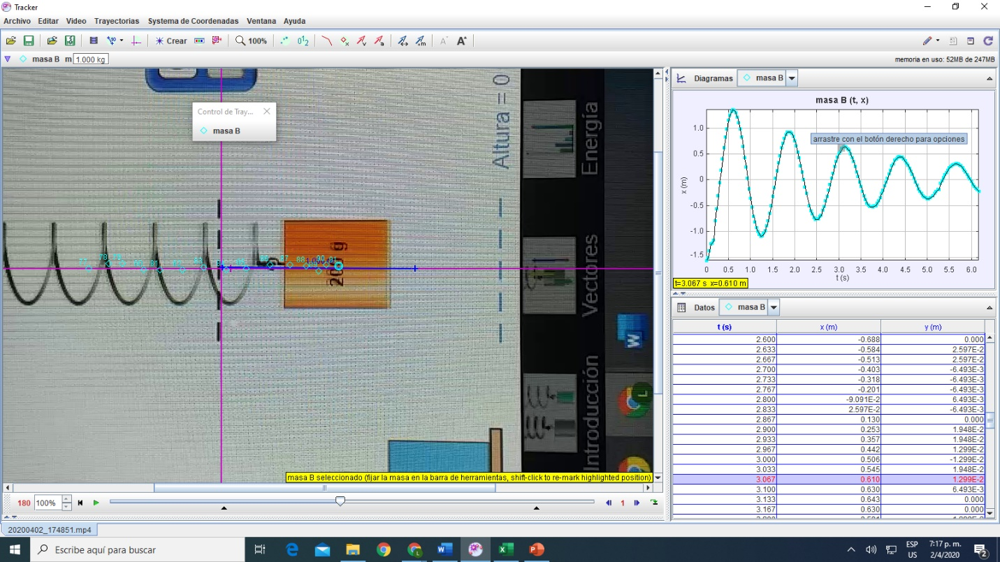 Tracker
Archivo Editar Video Trayectorias Systema de Coordenadas Ventana Ayuda
Crear 100%
masa B m 1.000 kg
memoria en uso: 52MB de 247MB
Control de Tray...
masa B
Altura = 0
Energía
Vectores
Introducción
masa B seleccionado (fijar la masa en la barra de herramientas, shift-click to re-mark highlighted position)
180 100%
1
20200402_174851.mp4
Diagramas masa B
masa B (t, x)
arrastre con el botón derecho para opciones
x (m)
1.0
0.5
0
-0.5
-1.0
-1.5
0 0.5 1.0 1.5 2.0 2.5 3.0 3.5 4.0 4.5 5.0 5.5 6.0
t (s)
t=3.067 s x=0.610 m
Datos masa B
t (s) x (m) y (m)
2.600 -0.688 0.000
2.633 -0.584 2.597E-2
2.667 -0.513 2.597E-2
2.700 -0.403 -6.493E-3
2.733 -0.318 -6.493E-3
2.767 -0.201 -6.493E-3
2.800 -9.091E-2 6.493E-3
2.833 2.597E-2 -6.493E-3
2.867 0.130 0.000
2.900 0.253 1.948E-2
2.933 0.357 1.948E-2
2.967 0.442 1.299E-2
3.000 0.506 -1.299E-2
3.033 0.545 -1.948E-2
3.067 0.610 1.299E-2
3.100 0.630 6.493E-3
3.133 0.643 0.000
3.167 0.630 0.000
Escribe aquí para buscar
ESP
US
7:17 p. m.
2/4/2020
2